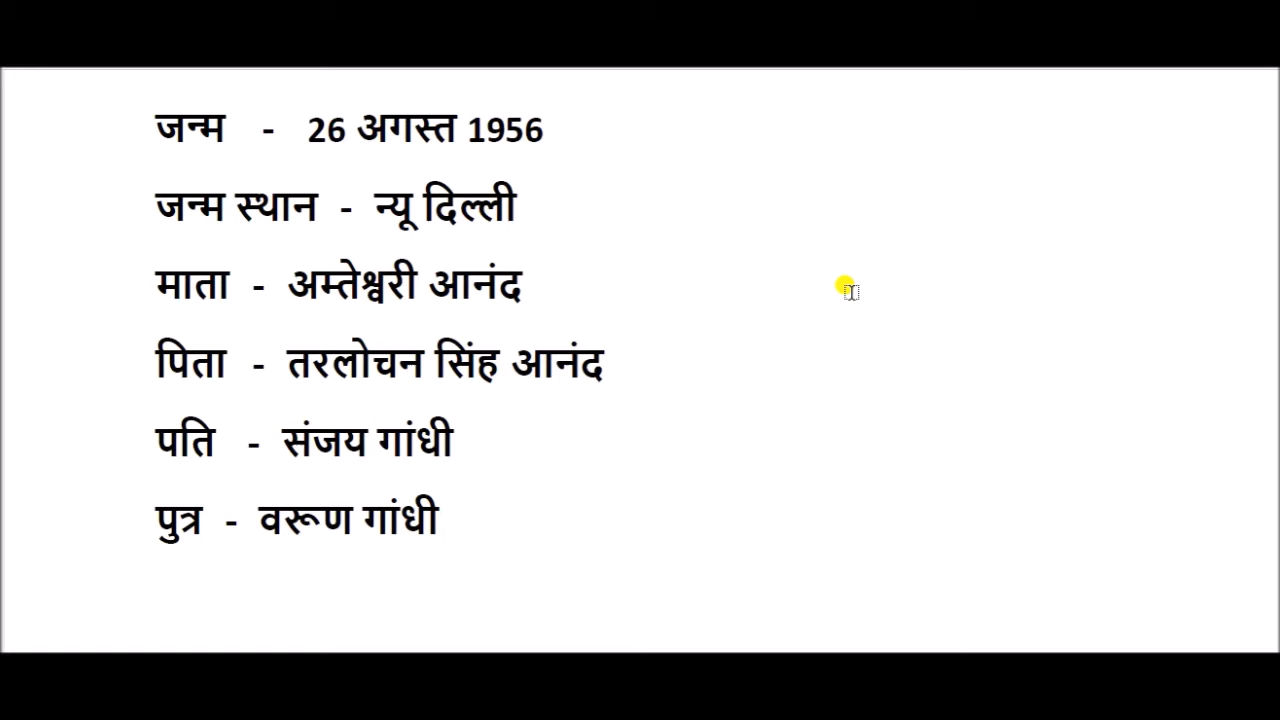 जन्म - 26 अगस्त 1956
जन्म स्थान - न्यू दिल्ली
माता - अम्तेश्वरी आनंद
पिता - तरलोचन सिंह आनंद
पति - संजय गांधी
पुत्र - वरूण गांधी